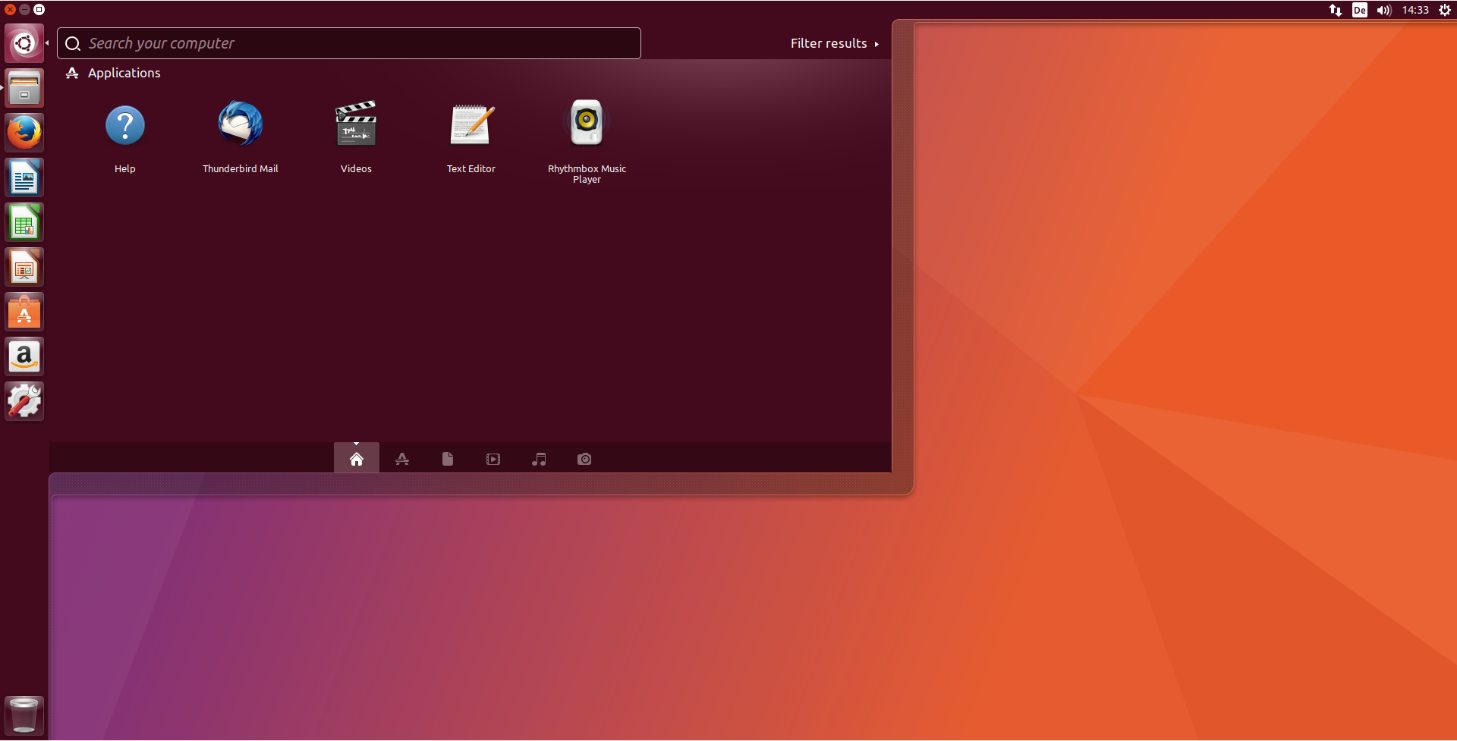 De
14:33
Search your computer
Filter results
Applications
Help
Thunderbird Mail
Videos
Text Editor
Rhythmbox Music
Player